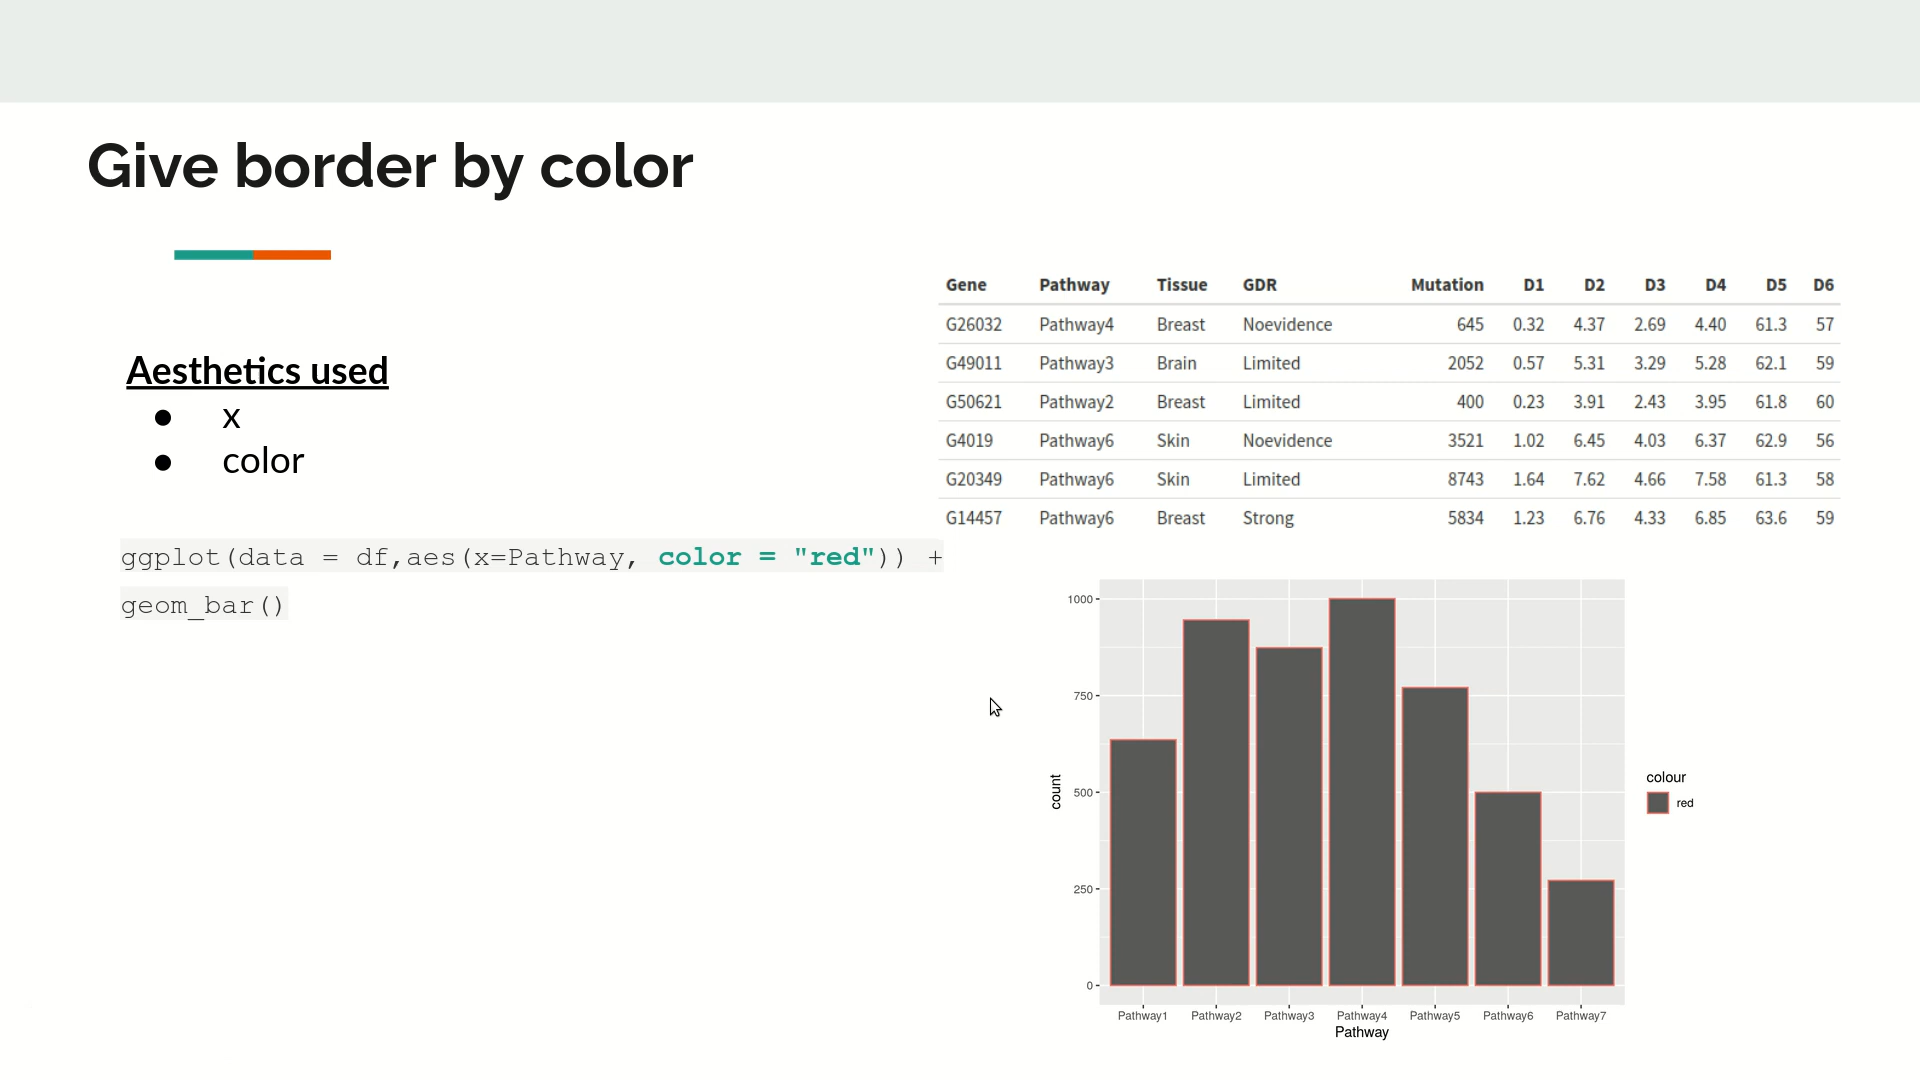 Give border by color
Aesthetics used
● x
● color
ggplot(data = df,aes(x=Pathway, color = "red")) +
geom_bar()
Gene Pathway Tissue GDR Mutation D1 D2 D3 D4 D5 D6
G26032 Pathway4 Breast Noevidence 645 0.32 4.37 2.69 4.40 61.3 57
G49011 Pathway3 Brain Limited 2052 0.57 5.31 3.29 5.28 62.1 59
G50621 Pathway2 Breast Limited 400 0.23 3.91 2.43 3.95 61.8 60
G4019 Pathway6 Skin Noevidence 3521 1.02 6.45 4.03 6.37 62.9 56
G20349 Pathway6 Skin Limited 8743 1.64 7.62 4.66 7.58 61.3 58
G14457 Pathway6 Breast Strong 5834 1.23 6.76 4.33 6.85 63.6 59
1000
750
500
250
0
count
Pathway1 Pathway2 Pathway3 Pathway4 Pathway5 Pathway6 Pathway7
Pathway
colour
red